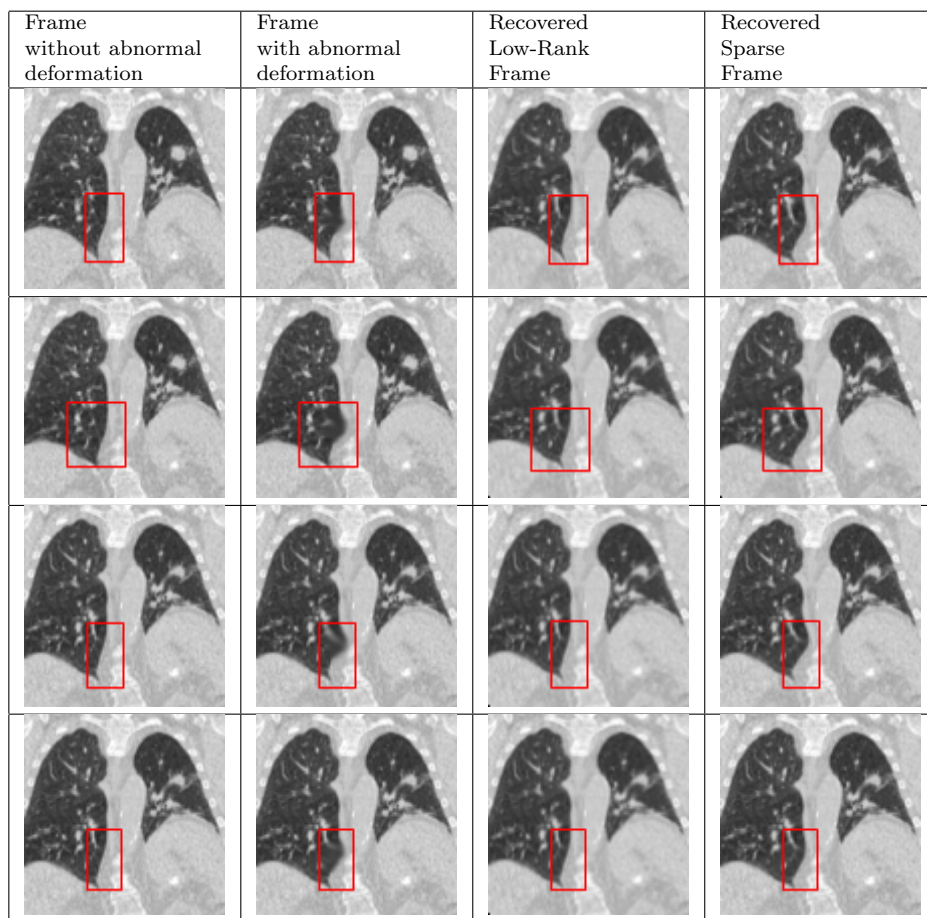 Frame
without abnormal
deformation
Frame
with abnormal
deformation
Recovered
Low-Rank
Frame
Recovered
Sparse
Frame